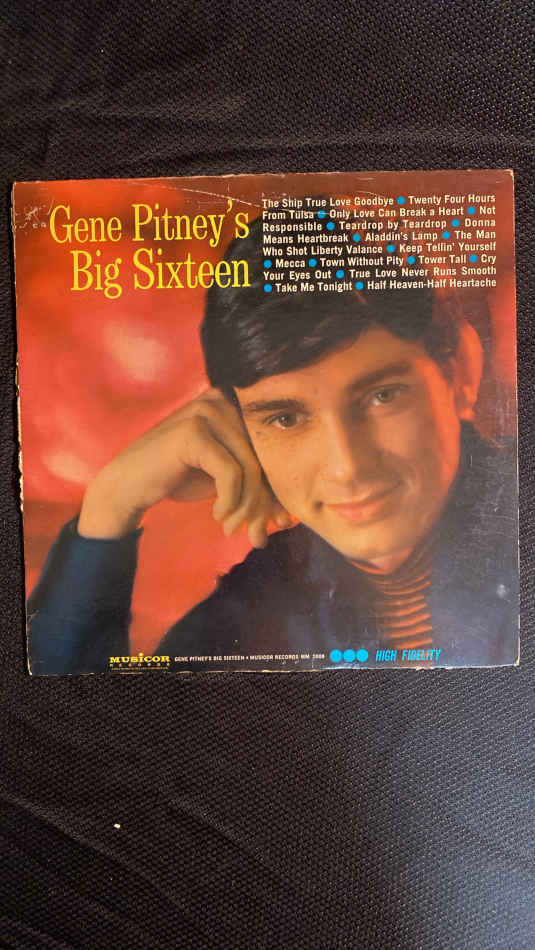 Gene Pitney's
Big Sixteen
The Ship True Love Goodbye ● Twenty Four Hours
From Tulsa ● Only Love Can Break a Heart ● Not
Responsible ● Teardrop by Teardrop ● Donna
Means Heartbreak ● Aladdin's Lamp ● The Man
Who Shot Liberty Valance ● Keep Tellin' Yourself
● Mecca ● Town Without Pity ● Tower Tall ● Cry
Your Eyes Out ● True Love Never Runs Smooth
● Take Me Tonight ● Half Heaven-Half Heartache
MUSICOR
RECORDS
GENE PITNEY'S BIG SIXTEEN • MUSICOR RECORDS MM 2008
HIGH FIDELITY